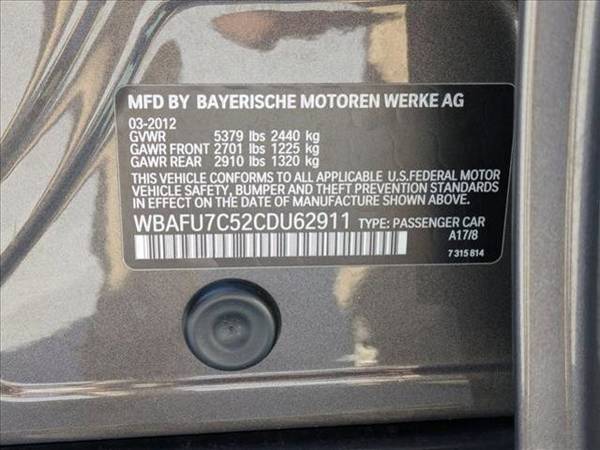 MFD BY BAYERISCHE MOTOREN WERKE AG
03-2012
GVWR 5379 lbs 2440 kg
GAWR FRONT 2701 lbs 1225 kg
GAWR REAR 2910 lbs 1320 kg
THIS VEHICLE CONFORMS TO ALL APPLICABLE U.S.FEDERAL MOTOR
VEHICLE SAFETY, BUMPER AND THEFT PREVENTION STANDARDS
IN EFFECT ON THE DATE OF MANUFACTURE SHOWN ABOVE.
WBAFU7C52CDU62911 TYPE: PASSENGER CAR
A17/8
7 315 814